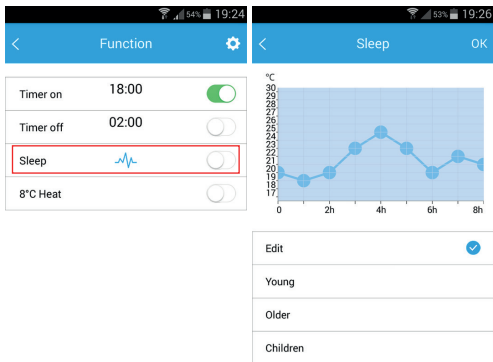 54% 19:24
Function
Timer on 18:00
Timer off 02:00
Sleep
8°C Heat
53% 19:26
Sleep OK
°C
30
29
28
27
26
25
24
23
22
21
20
19
18
17
0 2h 4h 6h 8h
Edit
Young
Older
Children